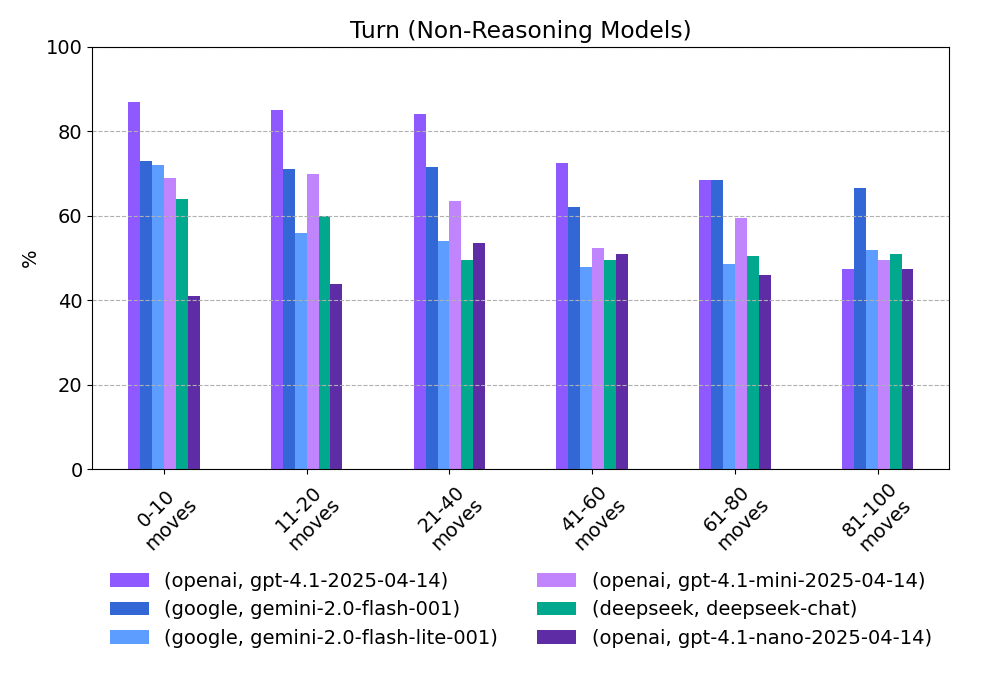 Turn (Non-Reasoning Models)
100
80
60
40
20
0
%
0-10
moves
11-20
moves
21-40
moves
41-60
moves
61-80
moves
81-100
moves
(openai, gpt-4.1-2025-04-14)
(google, gemini-2.0-flash-001)
(google, gemini-2.0-flash-lite-001)
(openai, gpt-4.1-mini-2025-04-14)
(deepseek, deepseek-chat)
(openai, gpt-4.1-nano-2025-04-14)